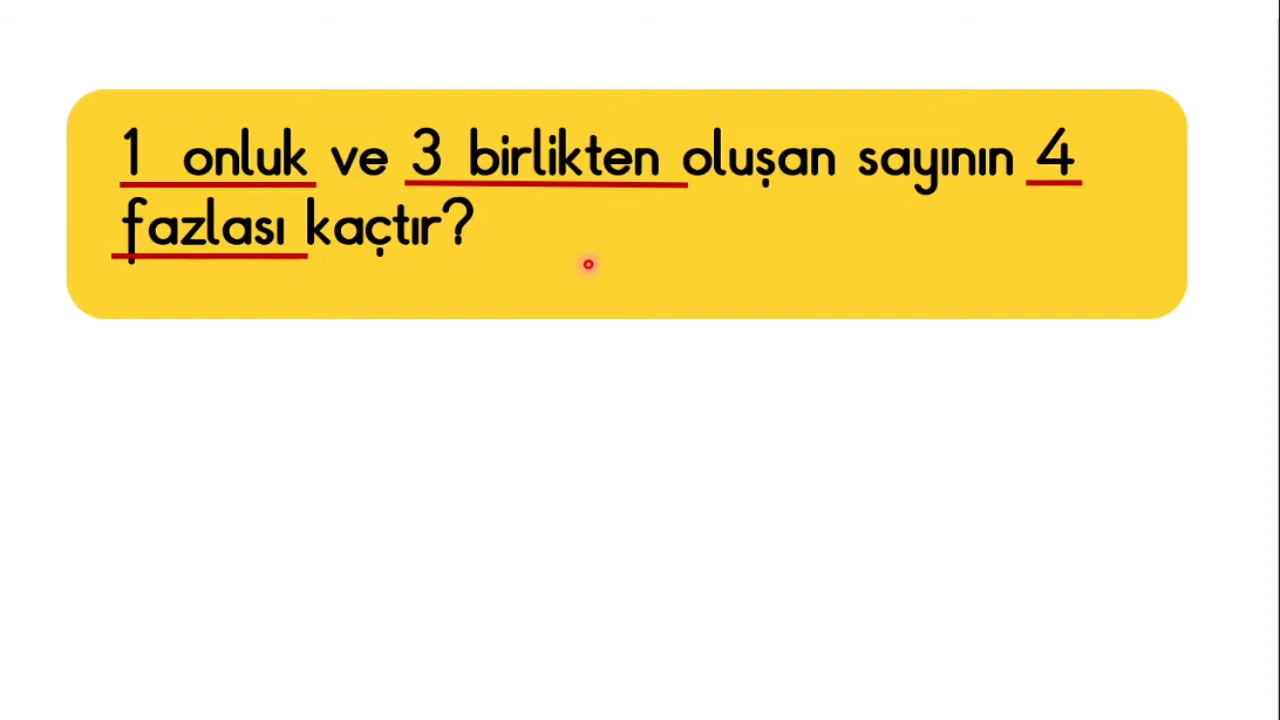 1 onluk ve 3 birlikten oluşan sayının 4
fazlası kaçtır?